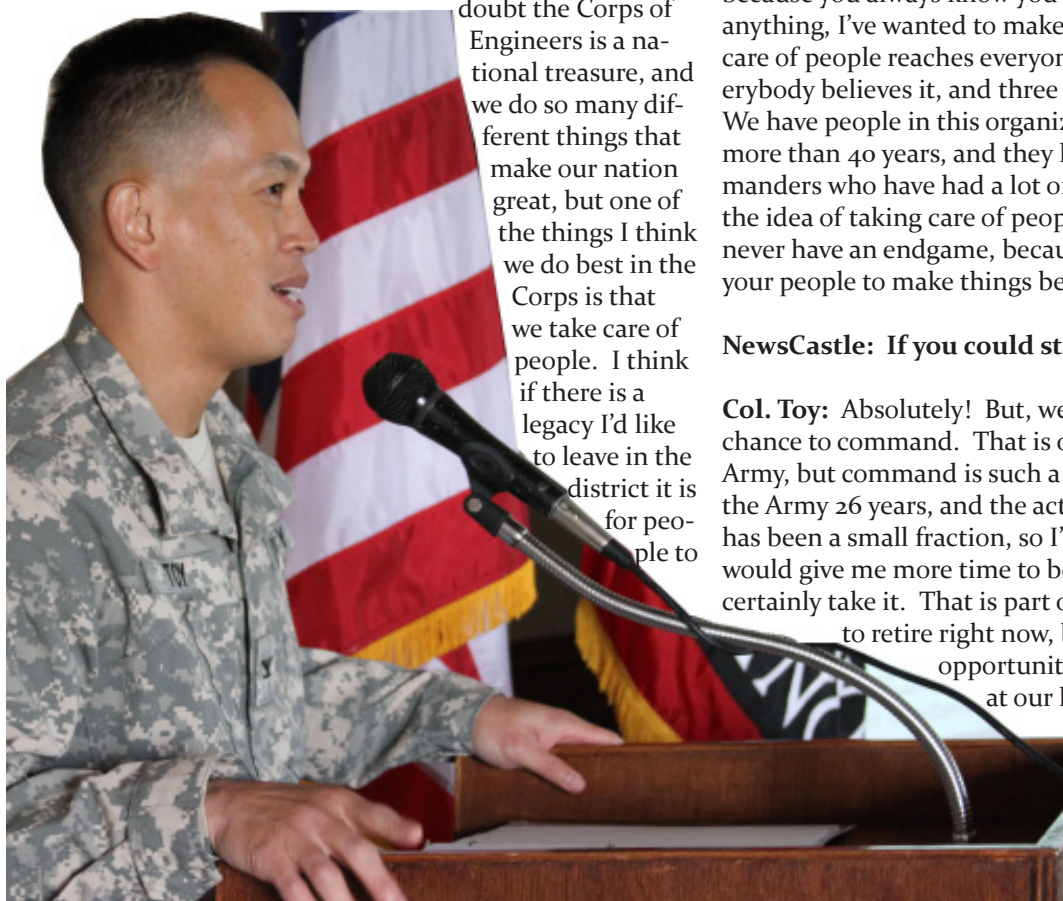 doubt the Corps of
Engineers is a na-
tional treasure, and
we do so many dif-
ferent things that
make our nation
great, but one of
the things I think
we do best in the
Corps is that
we take care of
people. I think
if there is a
legacy I'd like
to leave in the
district it is
for peo-
ple to
because you always know you
anything, I've wanted to make
care of people reaches everyon
erybody believes it, and three
We have people in this organiz
more than 40 years, and they h
manders who have had a lot o
the idea of taking care of peop
never have an endgame, becau
your people to make things be
NewsCastle: If you could st
Col. Toy: Absolutely! But, we
chance to command. That is o
Army, but command is such a
the Army 26 years, and the act
has been a small fraction, so I'
would give me more time to be
certainly take it. That is part o
to retire right now,
opportunit
at our
TOY